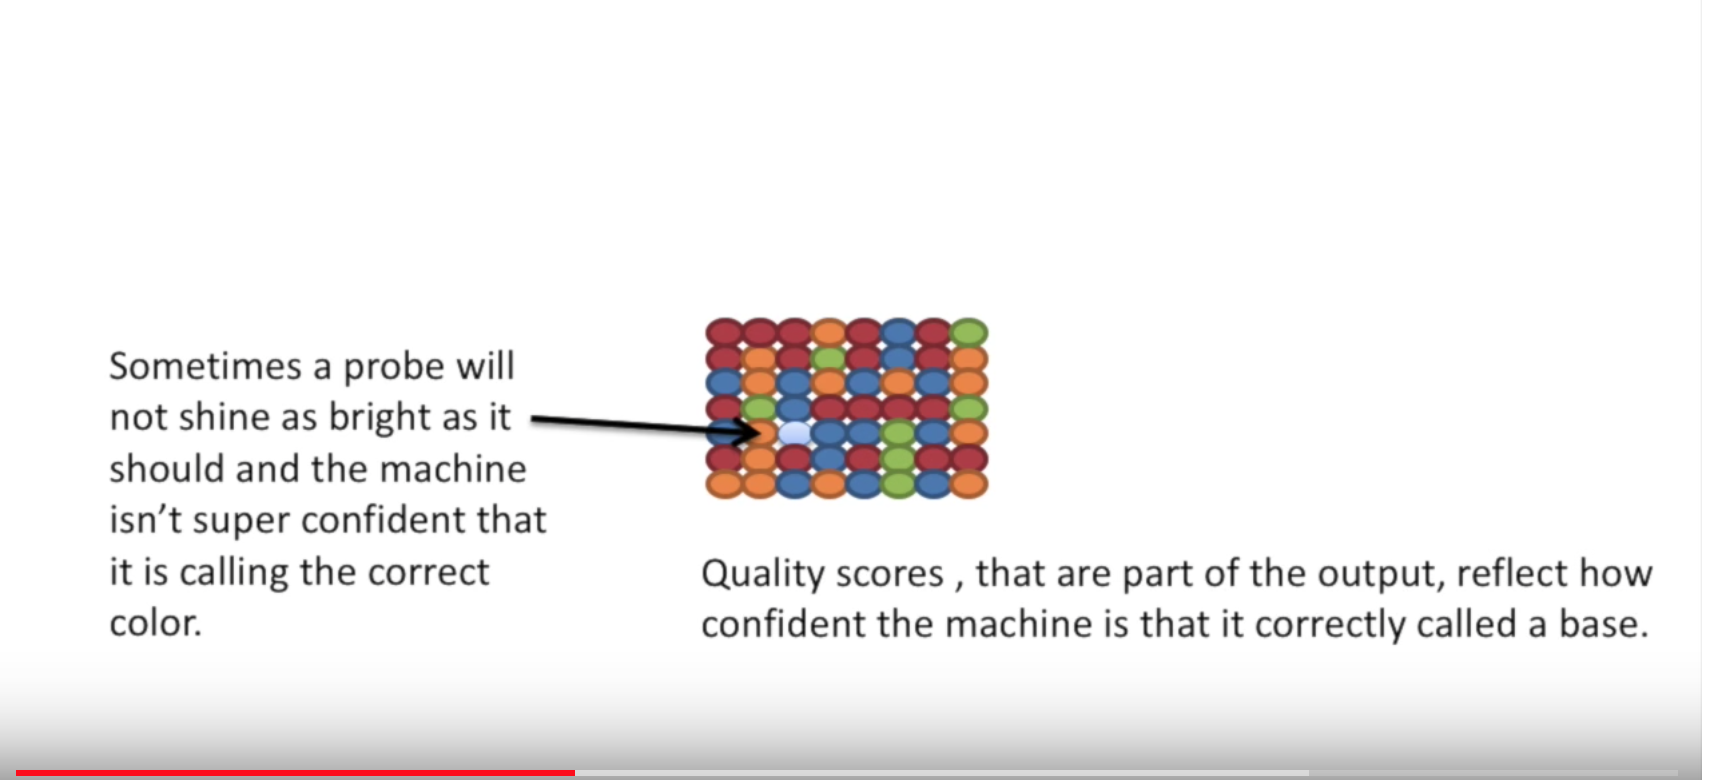 Sometimes a probe will
not shine as bright as it
should and the machine
isn’t super confident that
it is calling the correct
color.
Quality scores , that are part of the output, reflect how
confident the machine is that it correctly called a base.